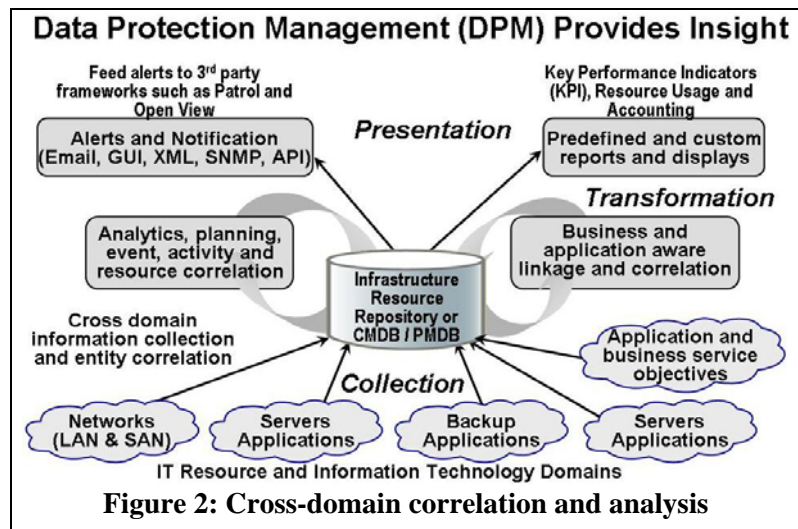 Data Protection Management (DPM) Provides Insight
Feed alerts to 3rd party
frameworks such as Patrol and
Open View
Key Performance Indicators
(KPI), Resource Usage and
Accounting
Presentation
Alerts and Notification
(Email, GUI, XML, SNMP, API)
Predefined and custom
reports and displays
Transformation
Analytics, planning,
event, activity and
resource correlation
Business and
application aware
linkage and correlation
Infrastructure
Resource
Repository or
CMDB / PMDB
Cross domain
information collection
and entity correlation
Application and
business service
objectives
Collection
Networks
(LAN & SAN)
Servers
Applications
Backup
Applications
Servers
Applications
IT Resource and Information Technology Domains
Figure 2: Cross-domain correlation and analysis